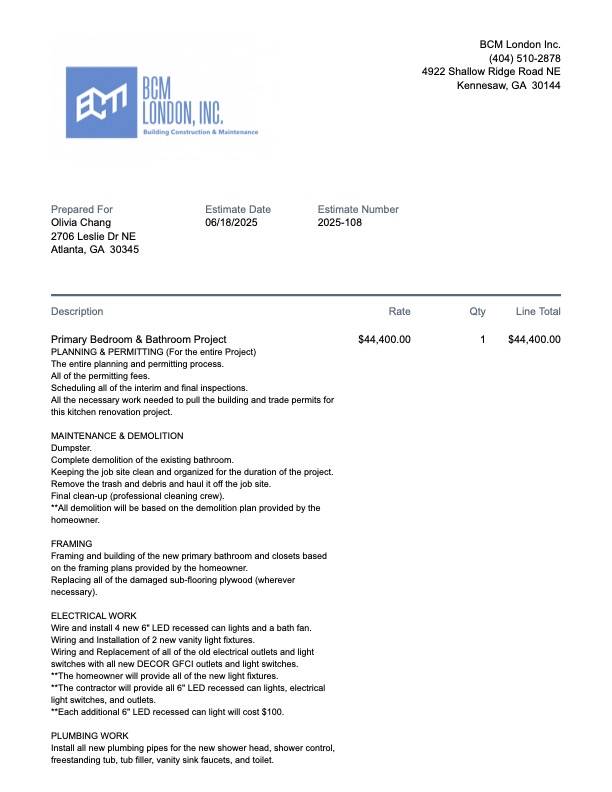 BCM London Inc.
(404) 510-2878
4922 Shallow Ridge Road NE
Kennesaw, GA  30144
BCM
BCM
LONDON, INC.
Building Construction & Maintenance
Prepared For
Olivia Chang
2706 Leslie Dr NE
Atlanta, GA  30345
Estimate Date
06/18/2025
Estimate Number
2025-108
Description Rate Qty Line Total
Primary Bedroom & Bathroom Project $44,400.00 1 $44,400.00
PLANNING & PERMITTING (For the entire Project)
The entire planning and permitting process.
All of the permitting fees.
Scheduling all of the interim and final inspections.
All the necessary work needed to pull the building and trade permits for
this kitchen renovation project.
MAINTENANCE & DEMOLITION
Dumpster.
Complete demolition of the existing bathroom.
Keeping the job site clean and organized for the duration of the project.
Remove the trash and debris and haul it off the job site.
Final clean-up (professional cleaning crew).
**All demolition will be based on the demolition plan provided by the
homeowner.
FRAMING
Framing and building of the new primary bathroom and closets based
on the framing plans provided by the homeowner.
Replacing all of the damaged sub-flooring plywood (wherever
necessary).
ELECTRICAL WORK
Wire and install 4 new 6" LED recessed can lights and a bath fan.
Wiring and Installation of 2 new vanity light fixtures.
Wiring and Replacement of all of the old electrical outlets and light
switches with all new DECOR GFCI outlets and light switches.
**The homeowner will provide all of the new light fixtures.
**The contractor will provide all 6" LED recessed can lights, electrical
light switches, and outlets.
**Each additional 6" LED recessed can light will cost $100.
PLUMBING WORK
Install all new plumbing pipes for the new shower head, shower control,
freestanding tub, tub filler, vanity sink faucets, and toilet.